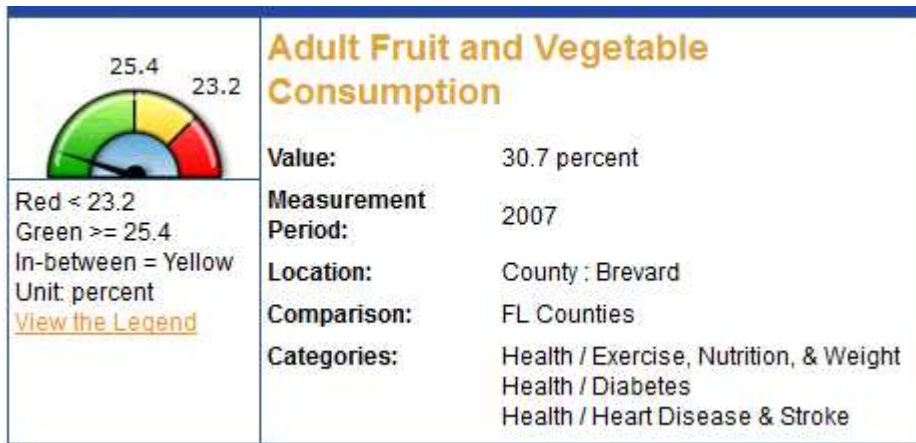 25.4
23.2
Red < 23.2
Green >= 25.4
In-between = Yellow
Unit: percent
View the Legend
Adult Fruit and Vegetable
Consumption
Value: 30.7 percent
Measurement
Period: 2007
Location: County : Brevard
Comparison: FL Counties
Categories: Health / Exercise, Nutrition, & Weight
Health / Diabetes
Health / Heart Disease & Stroke